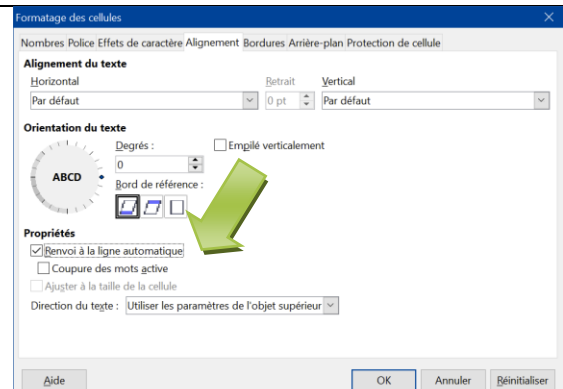 Formatage des cellules
Nombres Police Effets de caractère Alignement Bordures Arrière-plan Protection de cellule
Alignement du texte
Horizontal Retrait Vertical
Par défaut 0 pt Par défaut
Orientation du texte
Degrés : Empilé verticalement
0
ABCD
Bord de référence :
Propriétés
Renvoi à la ligne automatique
Coupure des mots active
Ajuster à la taille de la cellule
Direction du texte : Utiliser les paramètres de l'objet supérieur
Aide OK Annuler Réinitialiser